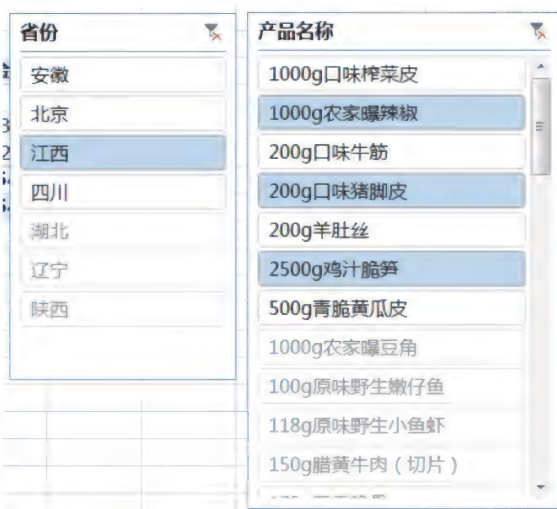 省份
安徽
北京
江西
四川
湖北
辽宁
陕西
产品名称
1000g口味榨菜皮
1000g农家曝辣椒
200g口味牛筋
200g口味猪脚皮
200g羊肚丝
2500g鸡汁脆笋
500g青脆黄瓜皮
1000g农家曝豆角
100g原味野生嫩仔鱼
118g原味野生小鱼虾
150g腊黄牛肉（切片）